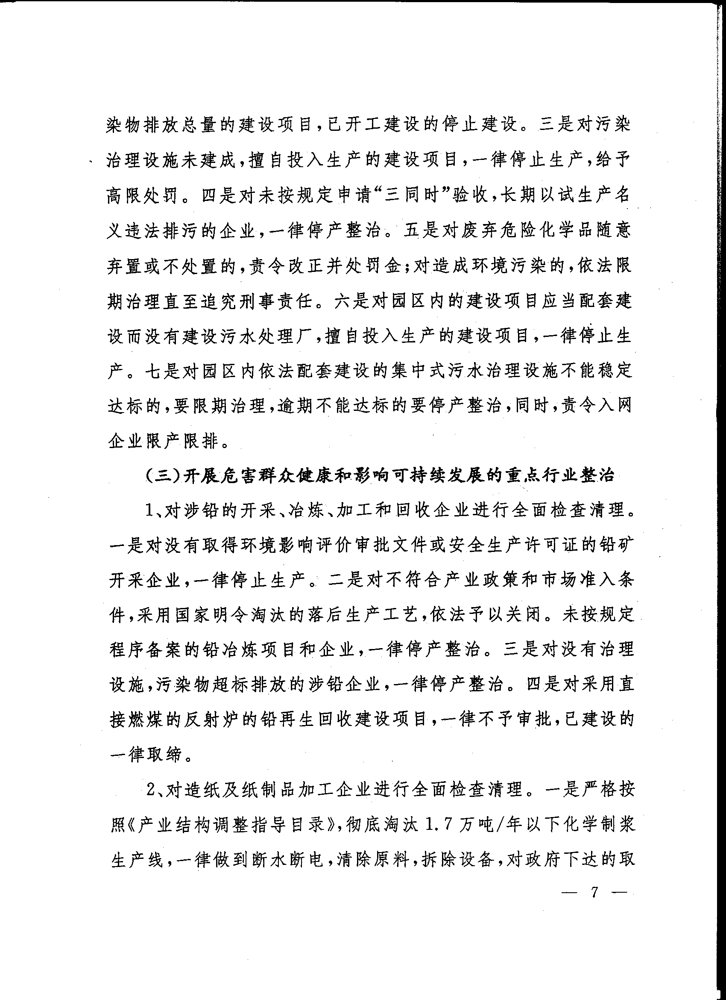 染物排放总量的建设项目,已开工建设的停止建设。三是对污染
治理设施未建成,擅自投入生产的建设项目,一律停止生产,给予
高限处罚。四是对未按规定申请“三同时”验收,长期以试生产名
义违法排污的企业,一律停产整治。五是对废弃危险化学品随意
弃置或不处置的,责令改正并处罚金;对造成环境污染的,依法限
期治理直至追究刑事责任。六是对园区内的建设项目应当配套建
设而没有建设污水处理厂,擅自投入生产的建设项目,一律停止生
产。七是对园区内依法配套建设的集中式污水治理设施不能稳定
达标的,要限期治理,逾期不能达标的要停产整治,同时,责令入网
企业限产限排。
(三)开展危害群众健康和影响可持续发展的重点行业整治
1、对涉铅的开采、冶炼、加工和回收企业进行全面检查清理。
一是对没有取得环境影响评价审批文件或安全生产许可证的铅矿
开采企业,一律停止生产。二是对不符合产业政策和市场准入条
件,采用国家明令淘汰的落后生产工艺,依法予以关闭。未按规定
程序备案的铅冶炼项目和企业,一律停产整治。三是对没有治理
设施,污染物超标排放的涉铅企业,一律停产整治。四是对采用直
接燃煤的反射炉的铅再生回收建设项目,一律不予审批,已建设的
一律取缔。
2、对造纸及纸制品加工企业进行全面检查清理。一是严格按
照《产业结构调整指导目录》,彻底淘汰1.7万吨/年以下化学制浆
生产线,一律做到断水断电,清除原料,拆除设备,对政府下达的取
— 7 —